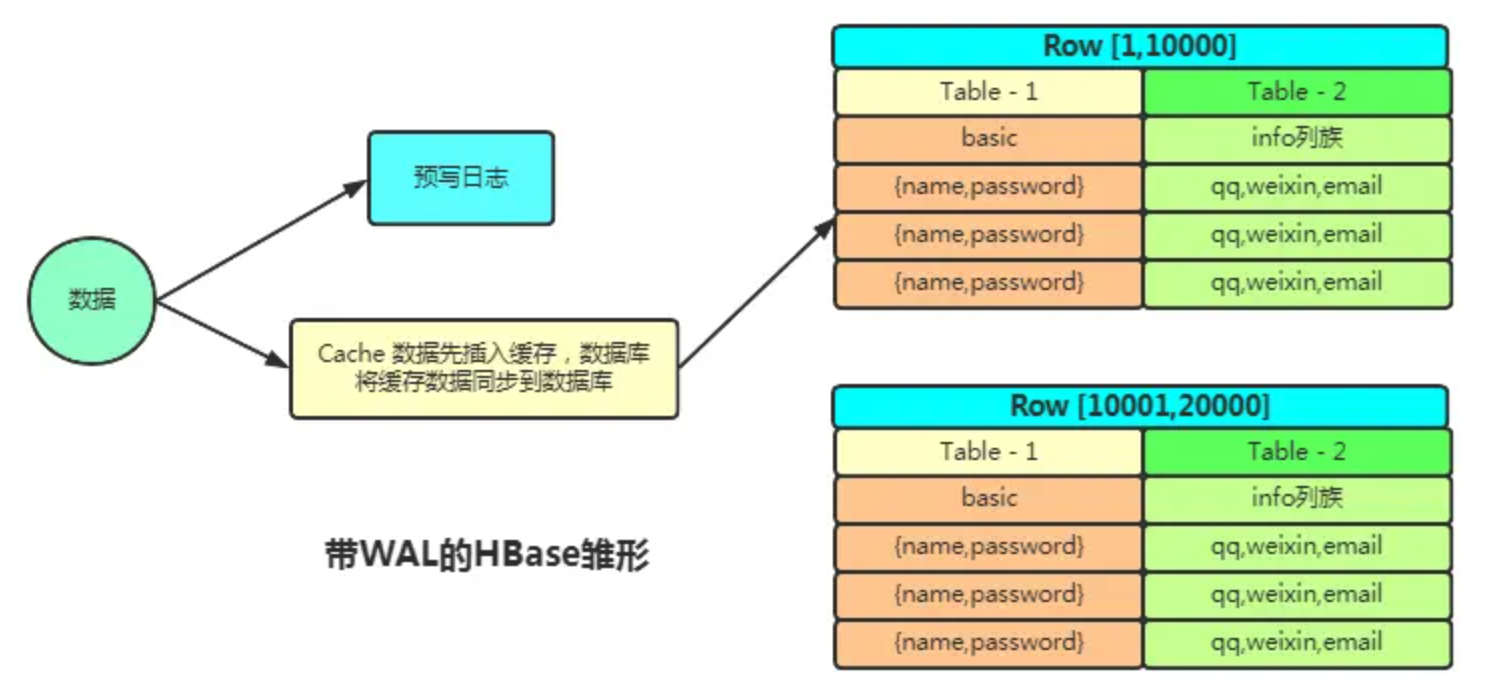 数据
预写日志
Cache 数据先插入缓存，数据库
将缓存数据同步到数据库
带WAL的HBase雏形
Row [1,10000]
Table - 1 Table - 2
basic info列族
{name,password} qq,weixin,email
{name,password} qq,weixin,email
{name,password} qq,weixin,email
Row [10001,20000]
Table - 1 Table - 2
basic info列族
{name,password} qq,weixin,email
{name,password} qq,weixin,email
{name,password} qq,weixin,email